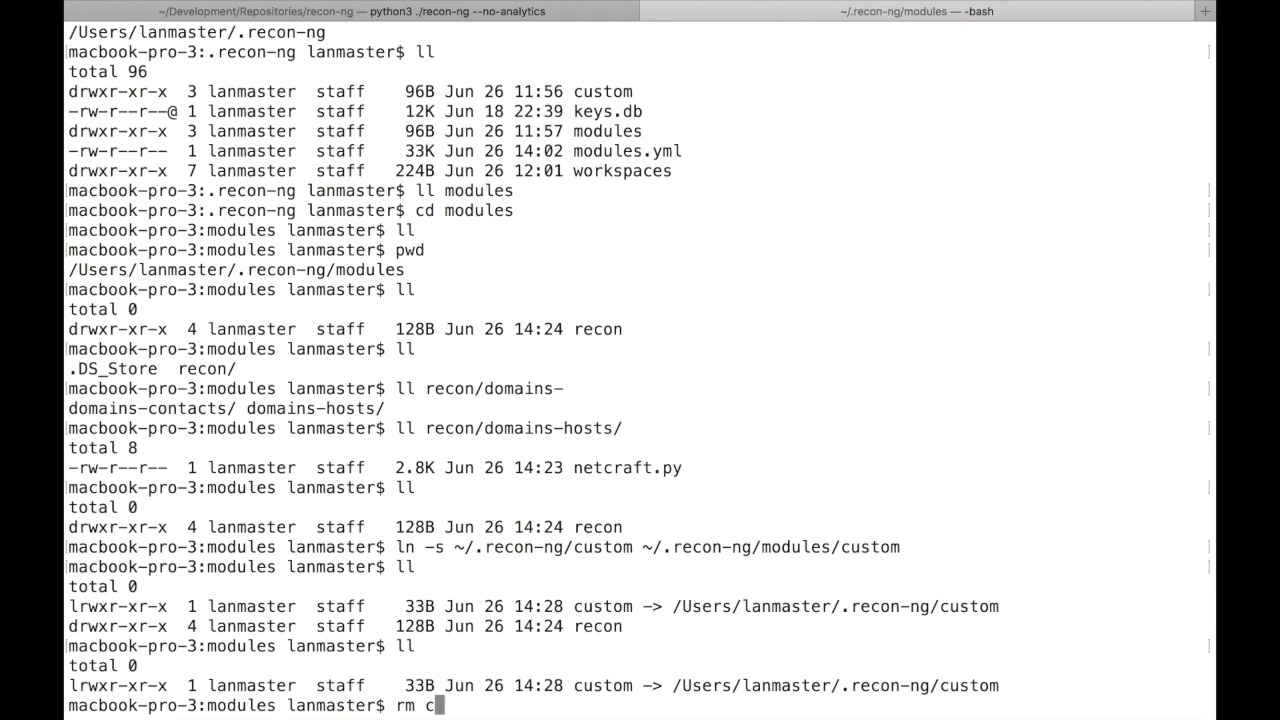 ~/Development/Repositories/recon-ng — python3 ./recon-ng --no-analytics
~/.recon-ng/modules — -bash
/Users/lanmaster/.recon-ng
macbook-pro-3:.recon-ng lanmaster$ ll
total 96
drwxr-xr-x  3 lanmaster  staff    96B Jun 26 11:56 custom
-rw-r--r--@ 1 lanmaster  staff    12K Jun 18 22:39 keys.db
drwxr-xr-x  3 lanmaster  staff    96B Jun 26 11:57 modules
-rw-r--r--  1 lanmaster  staff    33K Jun 26 14:02 modules.yml
drwxr-xr-x  7 lanmaster  staff   224B Jun 26 12:01 workspaces
macbook-pro-3:.recon-ng lanmaster$ ll modules
macbook-pro-3:.recon-ng lanmaster$ cd modules
macbook-pro-3:modules lanmaster$ ll
macbook-pro-3:modules lanmaster$ pwd
/Users/lanmaster/.recon-ng/modules
macbook-pro-3:modules lanmaster$ ll
total 0
drwxr-xr-x  4 lanmaster  staff   128B Jun 26 14:24 recon
macbook-pro-3:modules lanmaster$ ll
.DS_Store  recon/
macbook-pro-3:modules lanmaster$ ll recon/domains-
domains-contacts/ domains-hosts/
macbook-pro-3:modules lanmaster$ ll recon/domains-hosts/
total 8
-rw-r--r--  1 lanmaster  staff   2.8K Jun 26 14:23 netcraft.py
macbook-pro-3:modules lanmaster$ ll
total 0
drwxr-xr-x  4 lanmaster  staff   128B Jun 26 14:24 recon
macbook-pro-3:modules lanmaster$ ln -s ~/.recon-ng/custom ~/.recon-ng/modules/custom
macbook-pro-3:modules lanmaster$ ll
total 0
lrwxr-xr-x  1 lanmaster  staff    33B Jun 26 14:28 custom -> /Users/lanmaster/.recon-ng/custom
drwxr-xr-x  4 lanmaster  staff   128B Jun 26 14:24 recon
macbook-pro-3:modules lanmaster$ ll
total 0
lrwxr-xr-x  1 lanmaster  staff    33B Jun 26 14:28 custom -> /Users/lanmaster/.recon-ng/custom
macbook-pro-3:modules lanmaster$ rm c